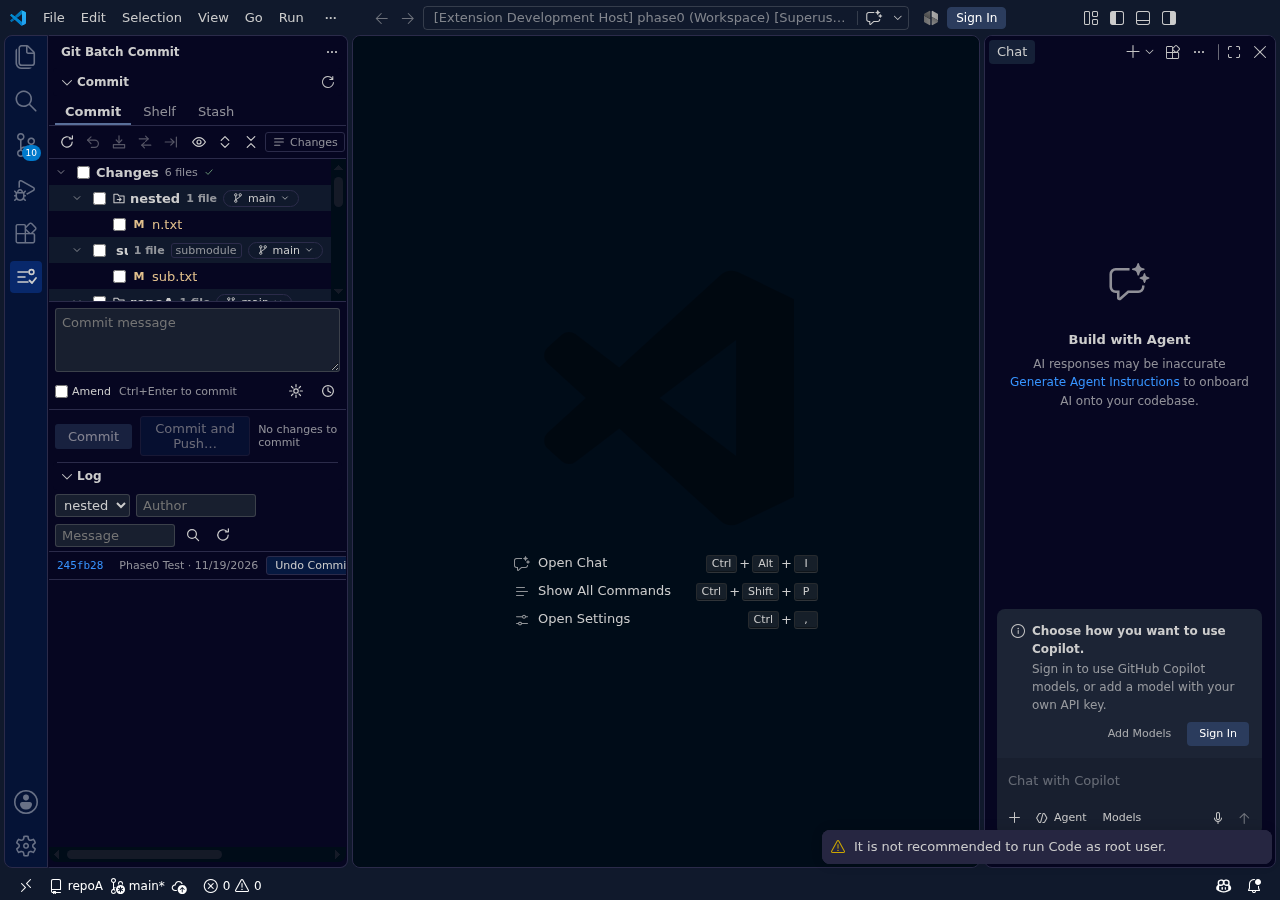 File Edit Selection View Go Run ...
[Extension Development Host] phase0 (Workspace) [Superus...
Sign In
Git Batch Commit
Commit
Commit Shelf Stash
Changes
Changes 6 files
nested 1 file main
M n.txt
1 file submodule main
M sub.txt
1 file main
Commit message
Amend Ctrl+Enter to commit
Commit
Commit and
Push...
No changes to
commit
Log
nested Author
Message
245fb28 Phase0 Test · 11/19/2026 Undo Commi
10
Open Chat Ctrl + Alt + I
Show All Commands Ctrl + Shift + P
Open Settings Ctrl + ,
Chat
Build with Agent
AI responses may be inaccurate
Generate Agent Instructions to onboard
AI onto your codebase.
Choose how you want to use
Copilot.
Sign in to use GitHub Copilot
models, or add a model with your
own API key.
Add Models Sign In
Chat with Copilot
Agent Models
It is not recommended to run Code as root user.
repoA main* 0 0